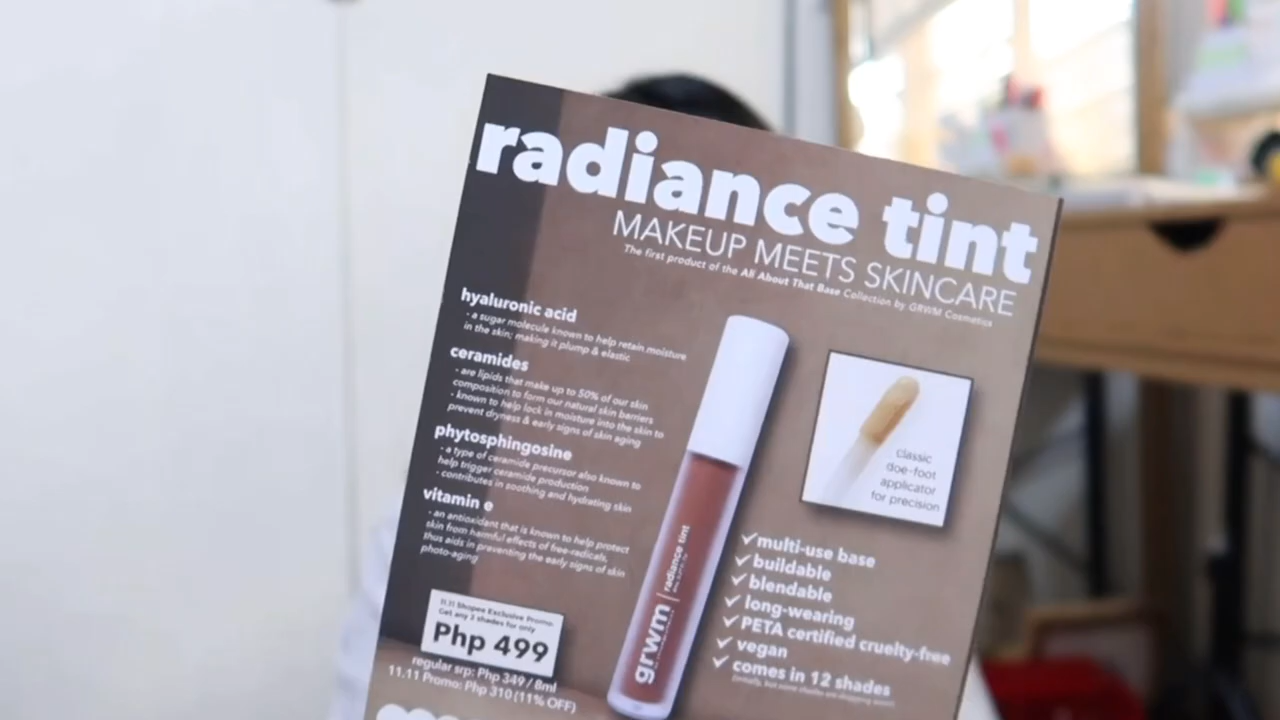 radiance tint
MAKEUP MEETS SKINCARE
The first product of the All About That Base Collection by GRWM Cosmetics
hyaluronic acid
· a sugar molecule known to help retain moisture
in the skin; making it plump & elastic
ceramides
· are lipids that make up to 50% of our skin
composition to form our natural skin barriers
· known to help lock in moisture into the skin to
prevent dryness & early signs of skin aging
phytosphingosine
· a type of ceramide precursor also known to
help trigger ceramide production
· contributes in soothing and hydrating skin
vitamin e
· an antioxidant that is known to help protect
skin from harmful effects of free-radicals,
thus aids in preventing the early signs of skin
photo-aging
11.11 Shopee Exclusive Promo:
Get any 2 shades for only
Php 499
regular srp: Php 349 / 8ml
11.11 Promo: Php 310 (11% OFF)
grwm | radiance tint
classic
doe-foot
applicator
for precision
✓ multi-use base
✓ buildable
✓ blendable
✓ long-wearing
✓ PETA certified cruelty-free
✓ vegan
✓ comes in 12 shades